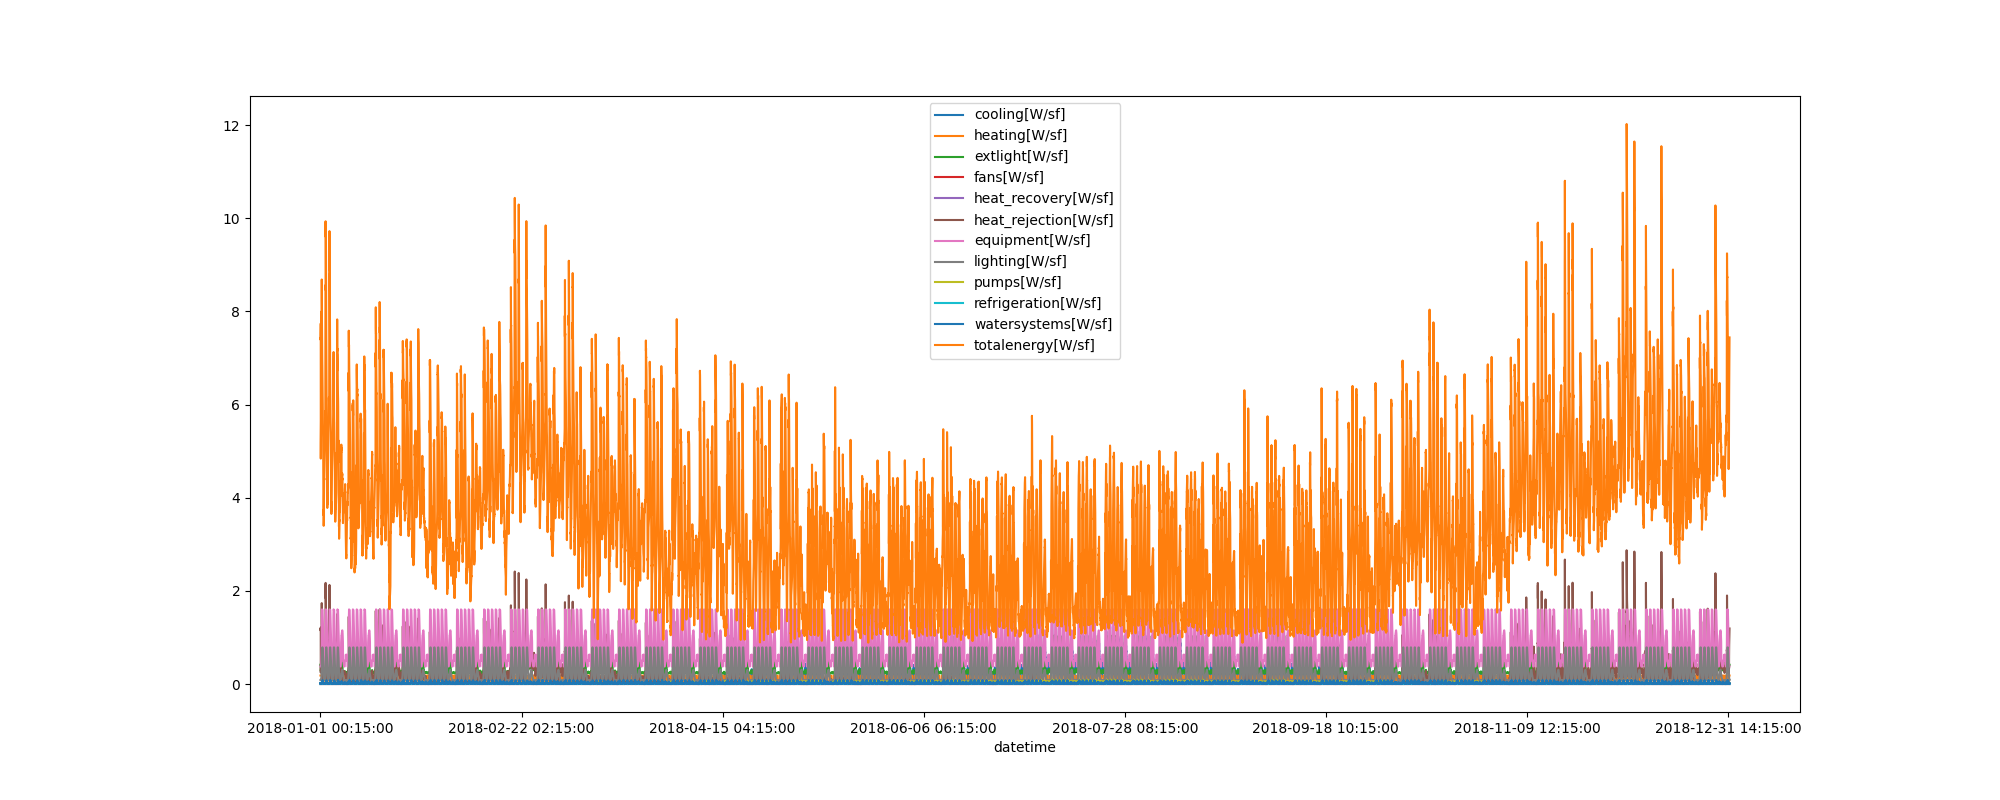 12
10
8
6
4
2
0
cooling[W/sf]
heating[W/sf]
extlight[W/sf]
fans[W/sf]
heat_recovery[W/sf]
heat_rejection[W/sf]
equipment[W/sf]
lighting[W/sf]
pumps[W/sf]
refrigeration[W/sf]
watersystems[W/sf]
totalenergy[W/sf]
2018-01-01 00:15:00 2018-02-22 02:15:00 2018-04-15 04:15:00 2018-06-06 06:15:00 2018-07-28 08:15:00 2018-09-18 10:15:00 2018-11-09 12:15:00 2018-12-31 14:15:00
datetime